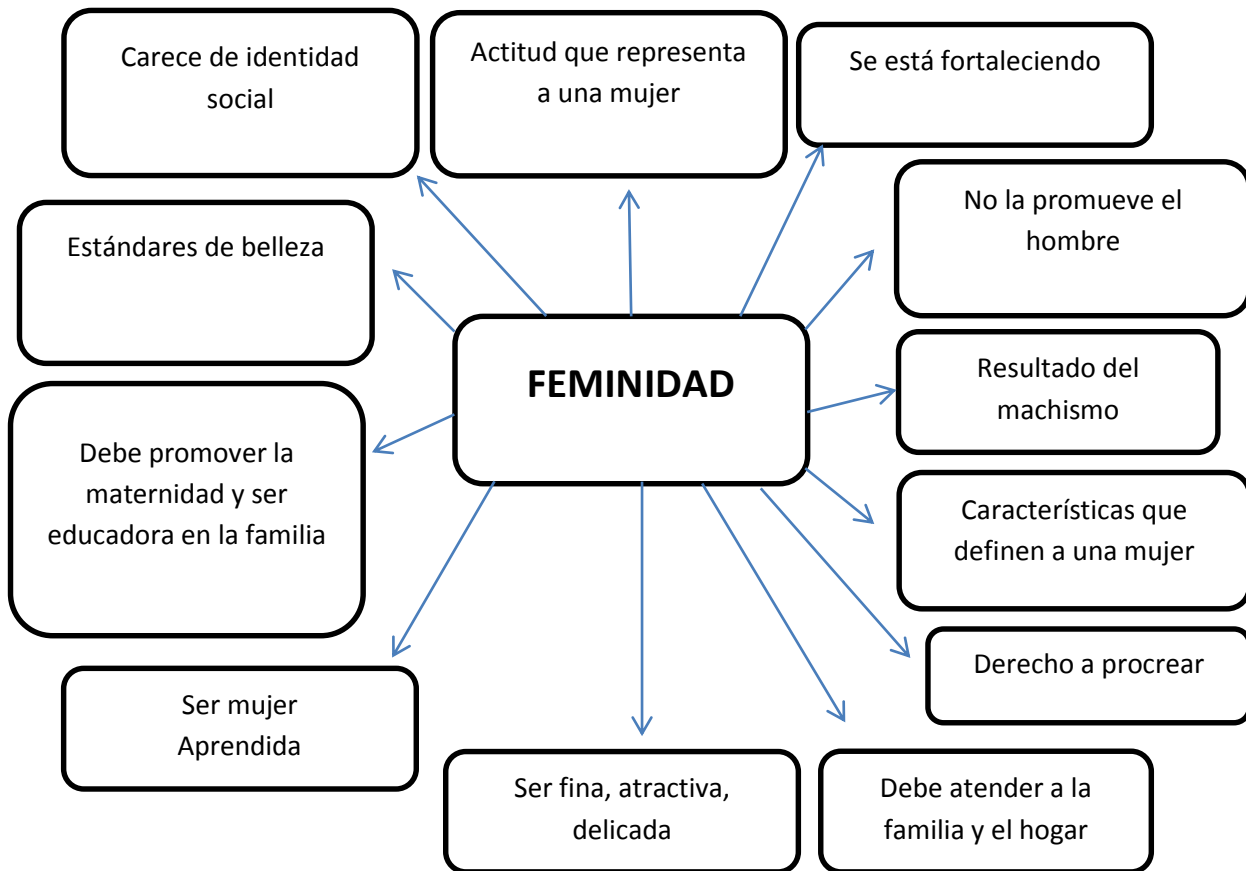 Carece de identidad
social
Actitud que representa
a una mujer
Se está fortaleciendo
No la promueve el
hombre
Estándares de belleza
FEMINIDAD
Resultado del
machismo
Debe promover la
maternidad y ser
educadora en la familia
Características que
definen a una mujer
Derecho a procrear
Ser mujer
Aprendida
Ser fina, atractiva,
delicada
Debe atender a la
familia y el hogar